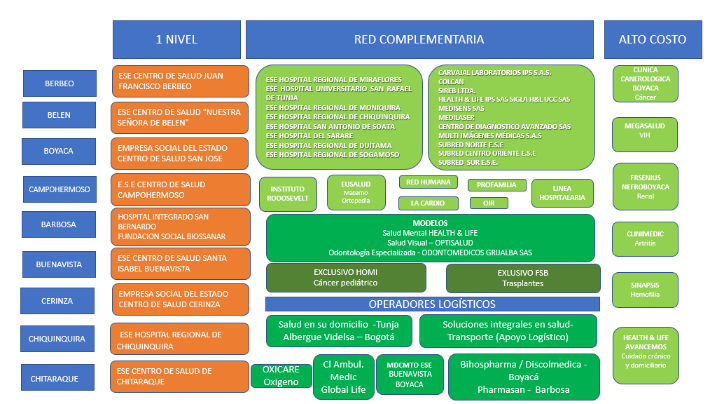 1 NIVEL
RED COMPLEMENTARIA
ALTO COSTO
BERBEO
ESE CENTRO DE SALUD JUAN
FRANCISCO BERBEO
BELEN
ESE CENTRO DE SALUD "NUESTRA
SEÑORA DE BELEN"
BOYACA
EMPRESA SOCIAL DEL ESTADO
CENTRO DE SALUD SAN JOSE
CAMPOHERMOSO
E.S.E CENTRO DE SALUD
CAMPOHERMOSO
BARBOSA
HOSPITAL INTEGRADO SAN
BERNARDO
FUNDACION SOCIAL BIOSSANAR
BUENAVISTA
ESE CENTRO DE SALUD SANTA
ISABEL BUENAVISTA
CERINZA
EMPRESA SOCIAL DEL ESTADO
CENTRO DE SALUD CERINZA
CHIQUINQUIRA
ESE HOSPITAL REGIONAL DE
CHIQUINQUIRA
CHITARAQUE
ESE CENTRO DE SALUD DE
CHITARAQUE
ESE HOSPITAL REGIONAL DE MIRAFLORES
ESE HOSPITAL UNIVERSITARIO SAN RAFAEL
DE TUNJA
ESE HOSPITAL REGIONAL DE MONIQUIRA
ESE HOSPITAL REGIONAL DE CHIQUINQUIRA
ESE HOSPITAL SAN ANTONIO DE SOATA
ESE HOSPITAL DEL SARARE
ESE HOSPITAL REGIONAL DE DUITAMA
ESE HOSPITAL REGIONAL DE SOGAMOSO
CARVAJAL LABORATORIOS IPS S.A.S.
COLCAN
SIREB LTDA.
HEALTH & LIFE IPS SAS SIGLA H&L UCC SAS
MEDISENS SAS
MEDILASER
CENTRO DE DIAGNOSTICO AVANZADO SAS
MULTI IMÁGENES MÉDICAS S.A.S
SUBRED NORTE E.S.E
SUBRED CENTRO ORIENTE E.S.E
SUBRED SUR E.S.E.
INSTITUTO
ROOOSEVELT
EUSALUD
Materno
Ortopedia
RED HUMANA
PROFAMILIA
LA CARDIO
OIR
LINEA
HOSPITALARIA
MODELOS
Salud Mental HEALTH & LIFE
Salud Visual – OPTISALUD
Odontología Especializada - ODONTOMEDICOS GRIJALBA SAS
EXCLUSIVO HOMI
Cáncer pediátrico
EXLUSIVO FSB
Trasplantes
OPERADORES LOGÍSTICOS
Salud en su domicilio -Tunja
Albergue Videlsa – Bogotá
Soluciones integrales en salud-
Transporte (Apoyo Logístico)
OXICARE
Oxigeno
Cl Ambul.
Medic
Global Life
MDCMTO ESE
BUENAVISTA
BOYACA
Bihospharma / Discolmedica -
Boyacá
Pharmasan - Barbosa
CLINICA
CANEROLOGICA
BOYACA
Cáncer
MEGASALUD
VIH
FRSENIUS
NEFROBOYACA
Renal
CLINIMEDIC
Artritis
SINAPSIS
Hemofilia
HEALTH & LIFE
AVANCEMOS
Cuidado crónico
y domiciliario